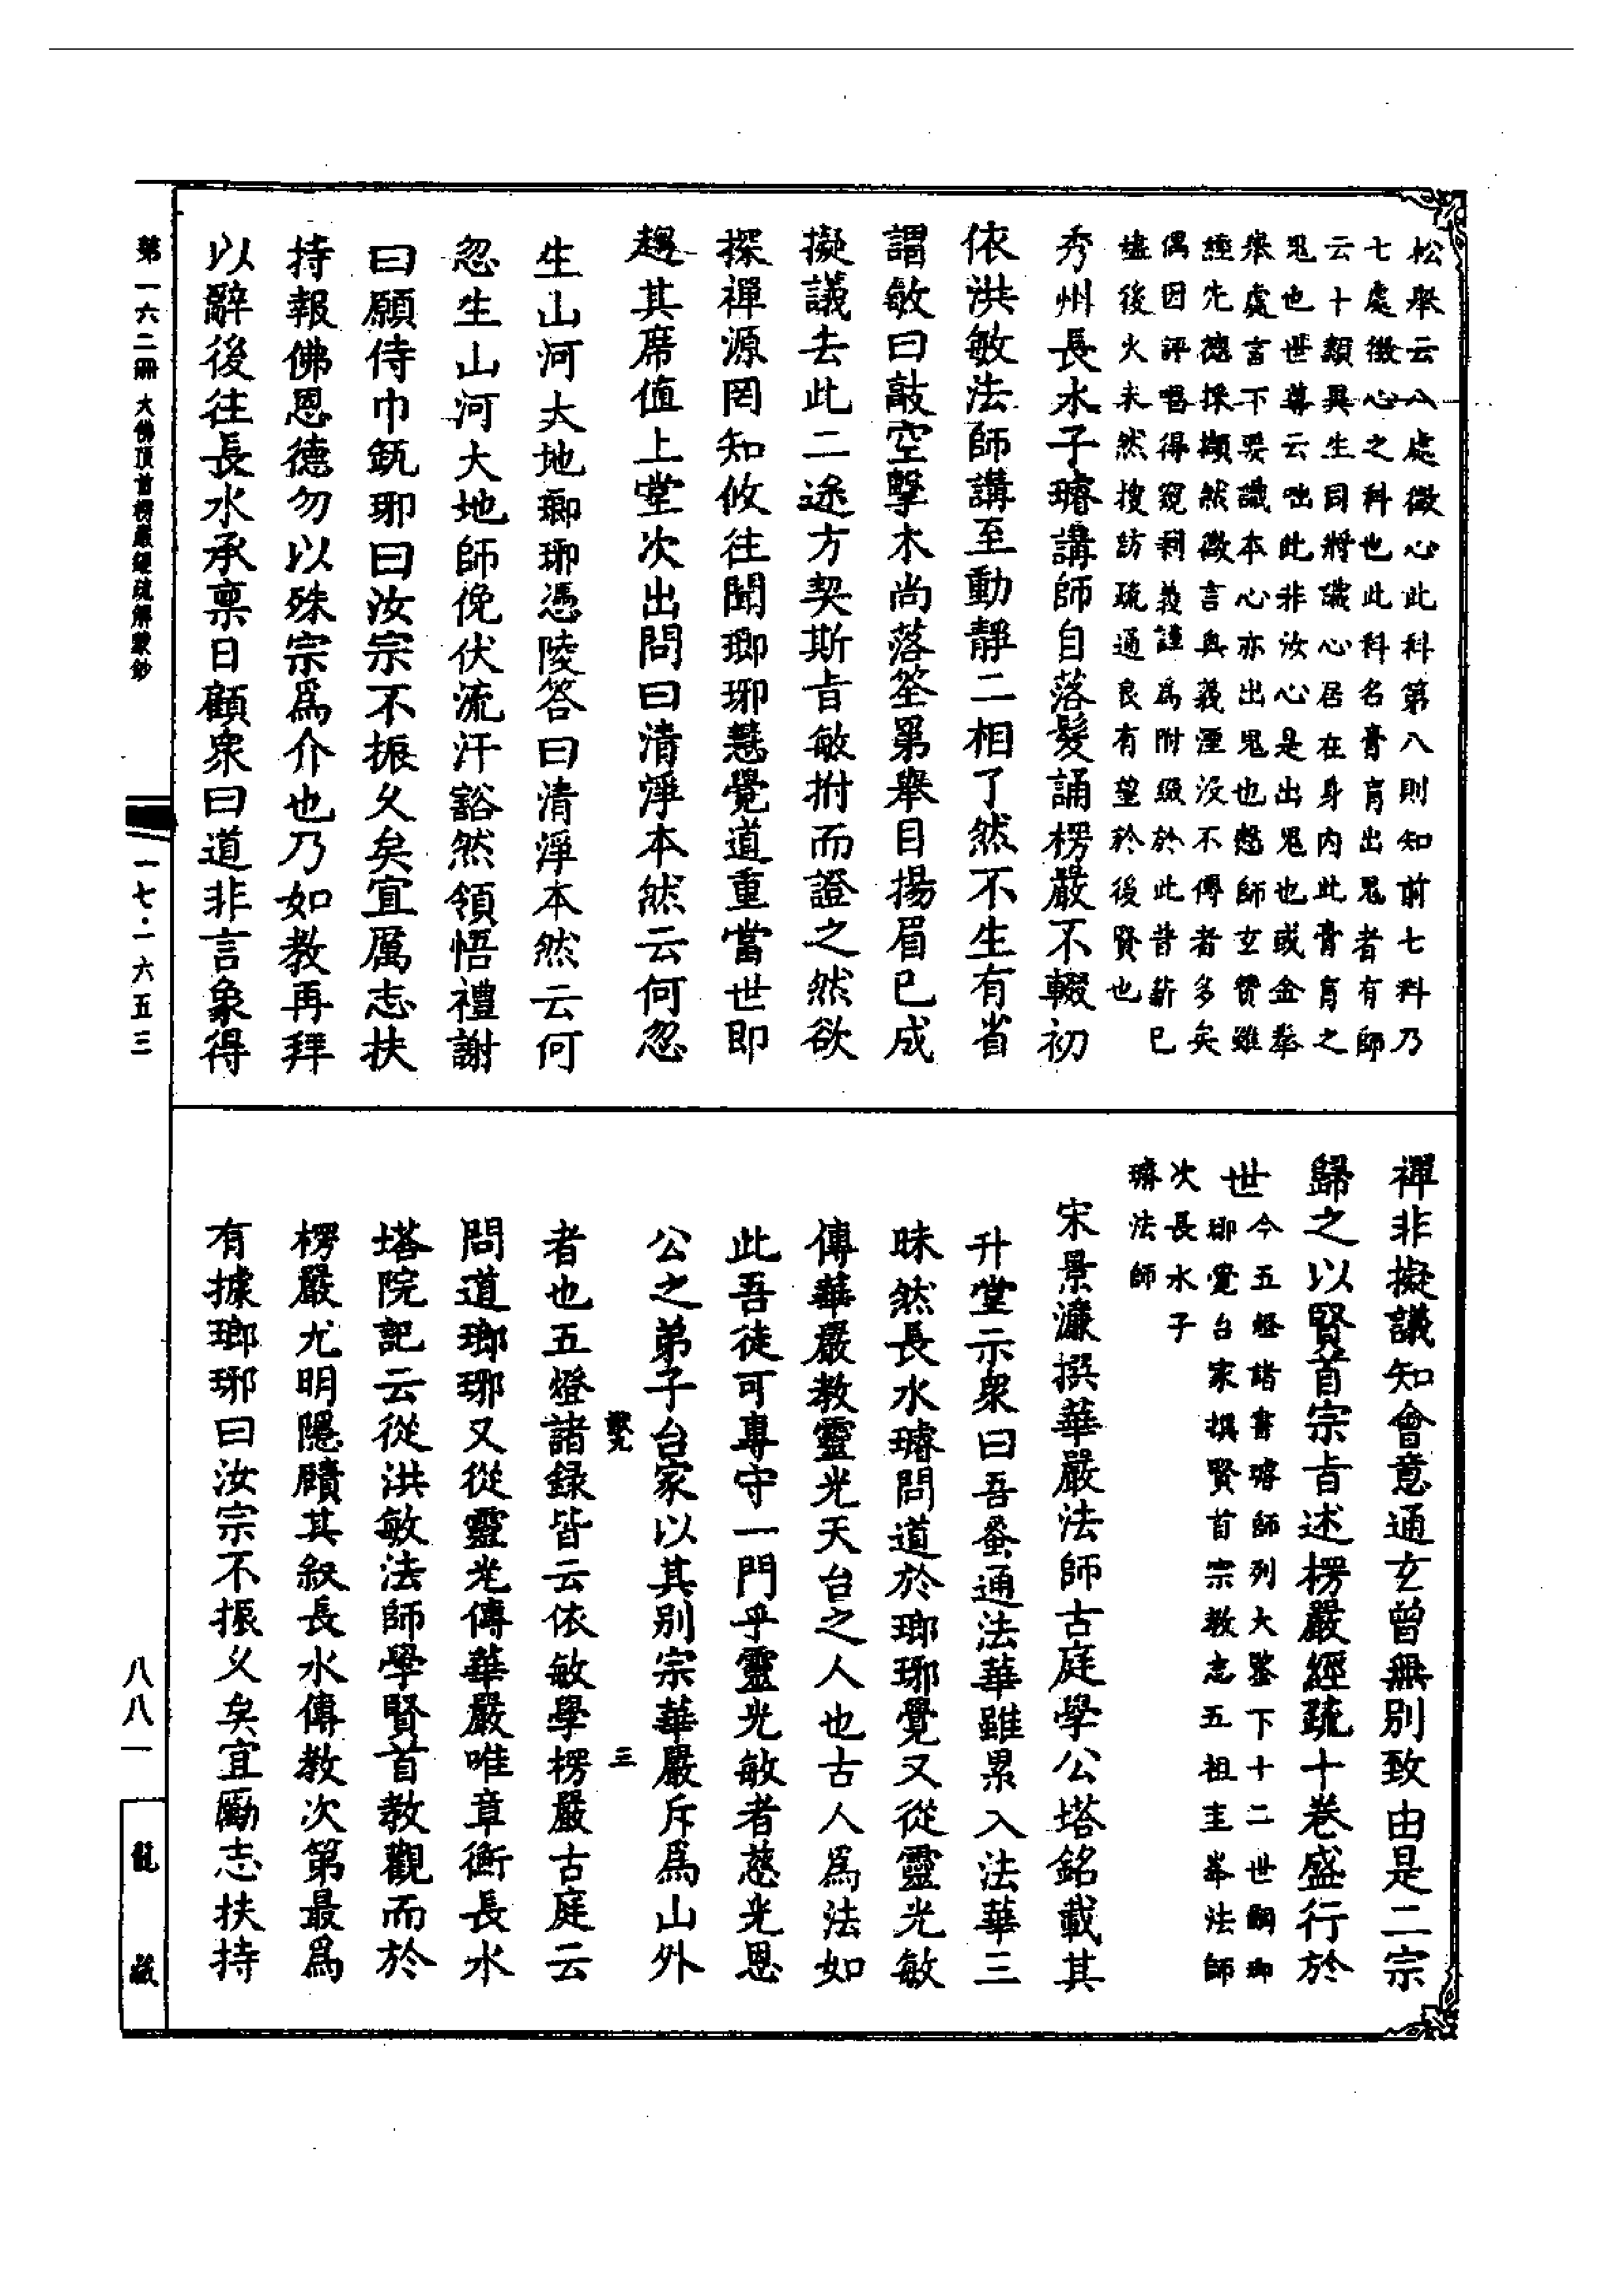 松舉云八處徵心此科第八則知前七科乃
七處徵心之科也此科名膏肓出鬼者有師
云十類異生目將識心居在身內此膏肓之
鬼也世尊云咄此非汝心是出鬼也或金拳
舉處言下要識本心亦出鬼也慜師玄贊雖
經先德採擷然微言奧義湮沒不傳者多矣
偶因評唱得窺剩義謹為附綴於此昔薪已
燼後火未然搜訪疏通良有望於後賢也
秀州長水子璿講師自落髮誦楞嚴不輟初
依洪敏法師講至動靜二相了然不生有省
謂敏曰敲空擊木尚落筌第舉目揚眉已成
擬議去此二途方契斯旨敏拊而證之然欲
探禪源罔知攸往聞瑯琊慧覺道重當世即
趨其席值上堂次出問曰清淨本然云何忽
生山河大地瑯琊憑陵答曰清淨本然云何
忽生山河大地師俛伏流汗豁然領悟禮謝
曰願侍巾缾琊曰汝宗不振久矣宜厲志扶
持報佛恩德勿以殊宗爲介也乃如教再拜
以辭後往長水承稟日顧衆曰道非言象得
禪非擬議知會意通玄曾無別致由是二宗
歸之以賢首宗旨述楞嚴經疏十卷盛行於
世今五燈諸書璿師列大鑒下十二世嗣瑯
瑯覺台家撰賢首宗教志五祖圭峯法師
次長水子
璿法師
宋景濂撰華嚴法師古庭學公塔銘載其
升堂示衆曰吾蚤通法華雖累入法華三
昧然長水璿問道於瑯琊覺又從靈光敏
傳華嚴教靈光天台之人也古人爲法如
此吾徒可專守一門乎靈光敏者慈光恩
公之弟子台家以其別宗華嚴斥爲山外
獸九 三
者也五燈諸錄皆云依敏學楞嚴古庭云
問道瑯琊又從靈光傳華嚴唯章衡長水
塔院記云從洪敏法師學賢首教觀而於
楞嚴尤明隱賾其叙長水傳教次第最爲
有據瑯琊曰汝宗不振乆矣宜勵志扶持
第一六二冊 大佛頂首楞嚴經疏解蒙鈔
一七·一六五三
八八一
龍藏